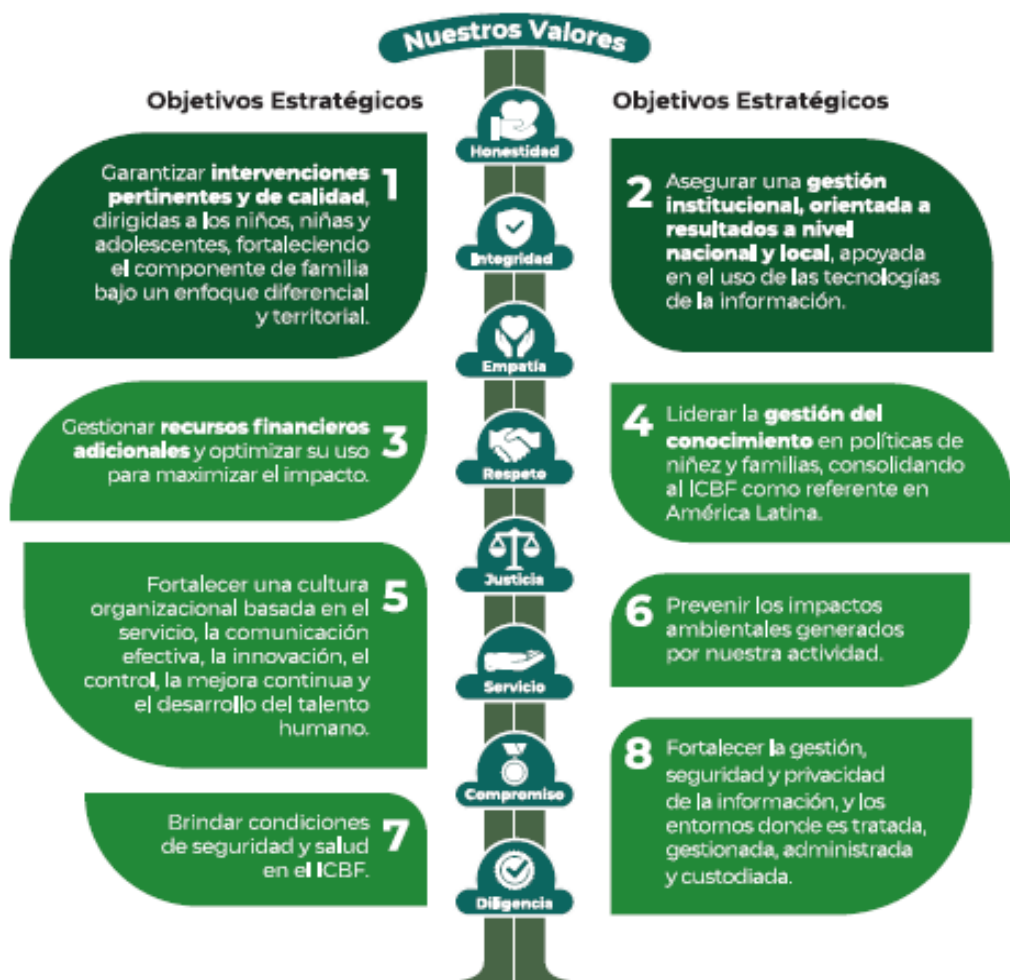 Nuestros Valores
Objetivos Estratégicos
Objetivos Estratégicos
Honestidad
Integridad
Empatía
Respeto
Justicia
Servicio
Compromiso
Diligencia
1
Garantizar intervenciones
pertinentes y de calidad,
dirigidas a los niños, niñas y
adolescentes, fortaleciendo
el componente de familia
bajo un enfoque diferencial
y territorial.
2
Asegurar una gestión
institucional, orientada a
resultados a nivel
nacional y local, apoyada
en el uso de las tecnologías
de la información.
3
Gestionar recursos financieros
adicionales y optimizar su uso
para maximizar el impacto.
4
Liderar la gestión del
conocimiento en políticas de
niñez y familias, consolidando
al ICBF como referente en
América Latina.
5
Fortalecer una cultura
organizacional basada en el
servicio, la comunicación
efectiva, la innovación, el
control, la mejora continua y
el desarrollo del talento
humano.
6
Prevenir los impactos
ambientales generados
por nuestra actividad.
7
Brindar condiciones
de seguridad y salud
en el ICBF.
8
Fortalecer la gestión,
seguridad y privacidad
de la información, y los
entornos donde es tratada,
gestionada, administrada
y custodiada.